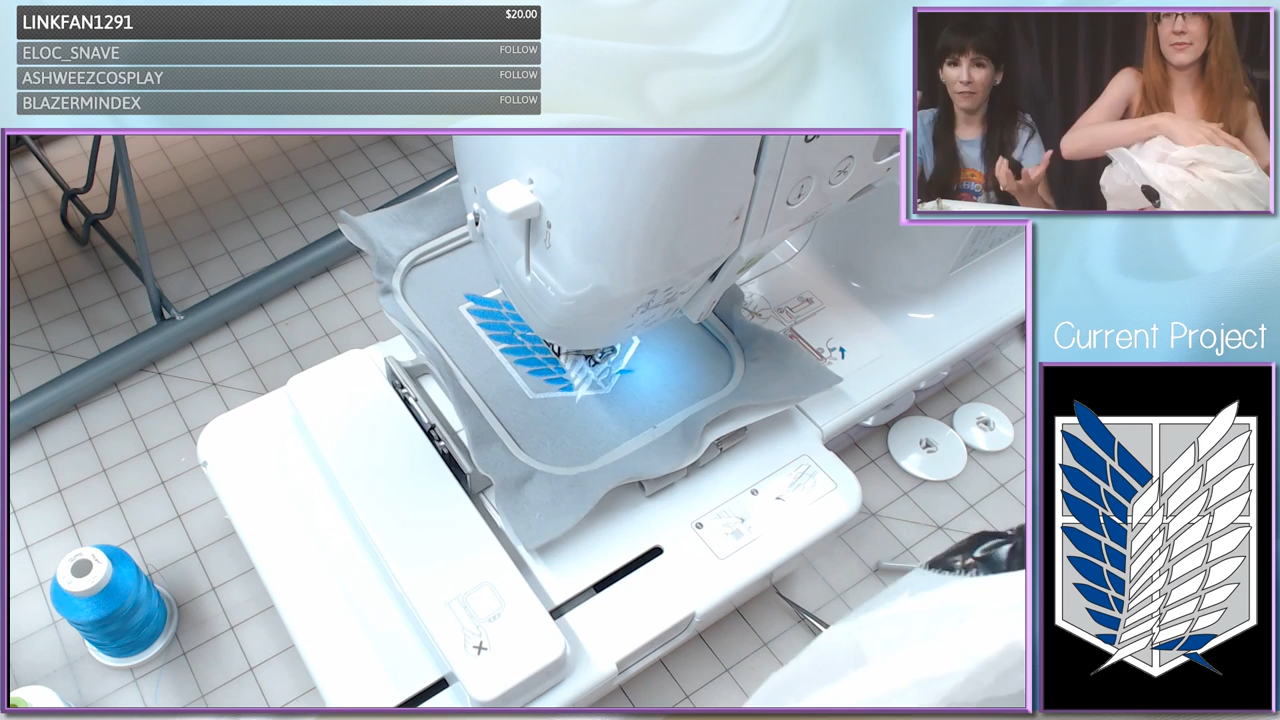 LINKFAN1291 $20.00
ELOC_SNAVE FOLLOW
ASHWEEZCOSPLAY FOLLOW
BLAZERMINDEX FOLLOW
Current Project